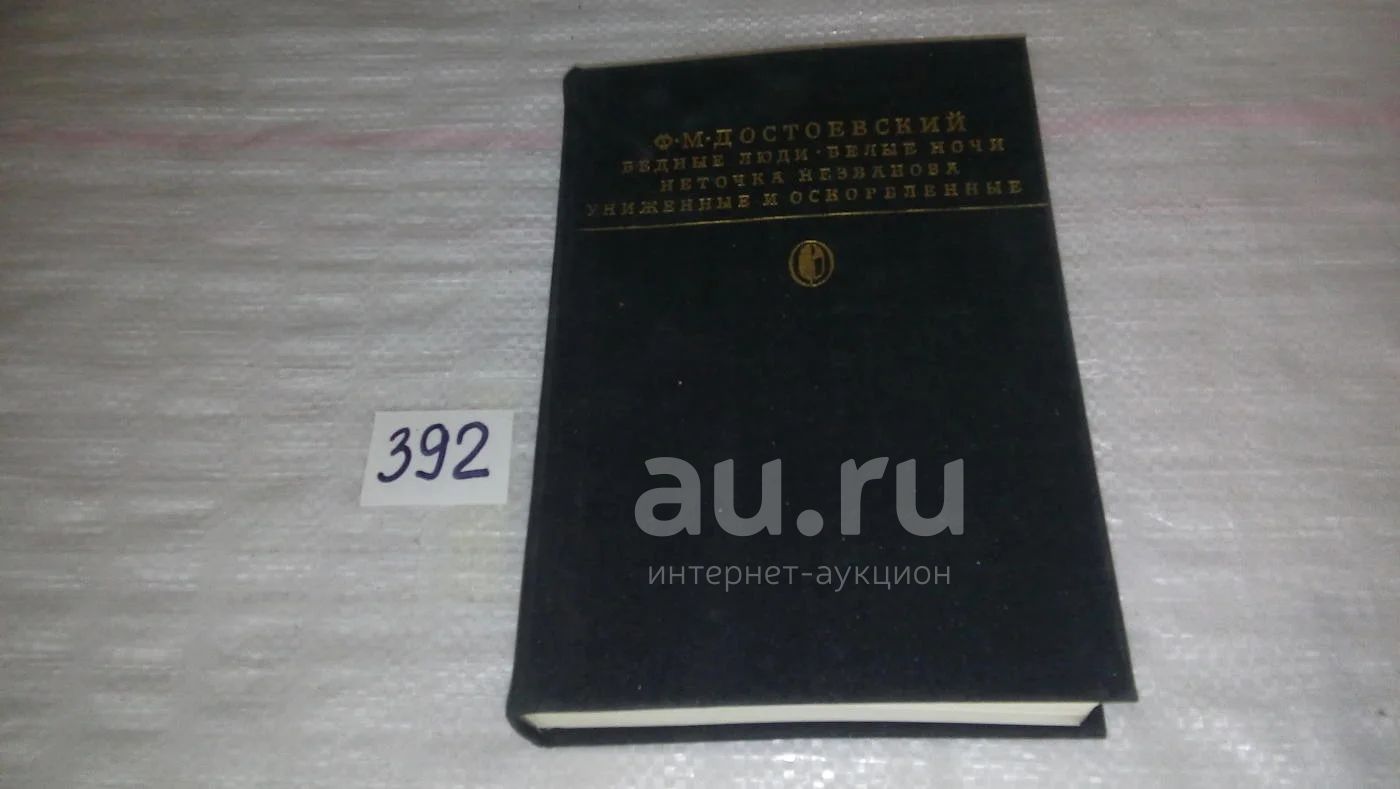 Ф·М·ДОСТОЕВСКИЙ
БЕДНЫЕ ЛЮДИ·БЕЛЫЕ НОЧИ
НЕТОЧКА НЕЗВАНОВА
УНИЖЕННЫЕ И ОСКОРБЛЕННЫЕ
392
au.ru
интернет-аукцион